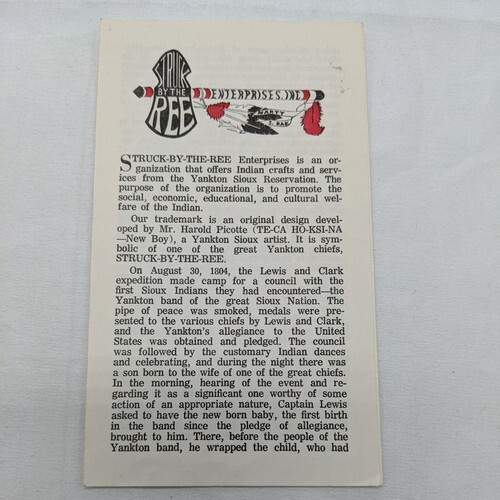 STRUCK
BY THE
REE
ENTERPRISES, INC.
MARTY
S. DAK
STRUCK-BY-THE-REE Enterprises is an or-
ganization that offers Indian crafts and serv-
ices from the Yankton Sioux Reservation. The
purpose of the organization is to promote the
social, economic, educational, and cultural wel-
fare of the Indian.
Our trademark is an original design devel-
oped by Mr. Harold Picotte (TE-CA HO-KSI-NA
—New Boy), a Yankton Sioux artist. It is sym-
bolic of one of the great Yankton chiefs,
STRUCK-BY-THE-REE.
On August 30, 1804, the Lewis and Clark
expedition made camp for a council with the
first Sioux Indians they had encountered—the
Yankton band of the great Sioux Nation. The
pipe of peace was smoked, medals were pre-
sented to the various chiefs by Lewis and Clark,
and the Yankton's allegiance to the United
States was obtained and pledged. The council
was followed by the customary Indian dances
and celebrating, and during the night there was
a son born to the wife of one of the great chiefs.
In the morning, hearing of the event and re-
garding it as a significant one worthy of some
action of an appropriate nature, Captain Lewis
asked to have the new born baby, the first birth
in the band since the pledge of allegiance,
brought to him. There, before the people of the
Yankton band, he wrapped the child, who had